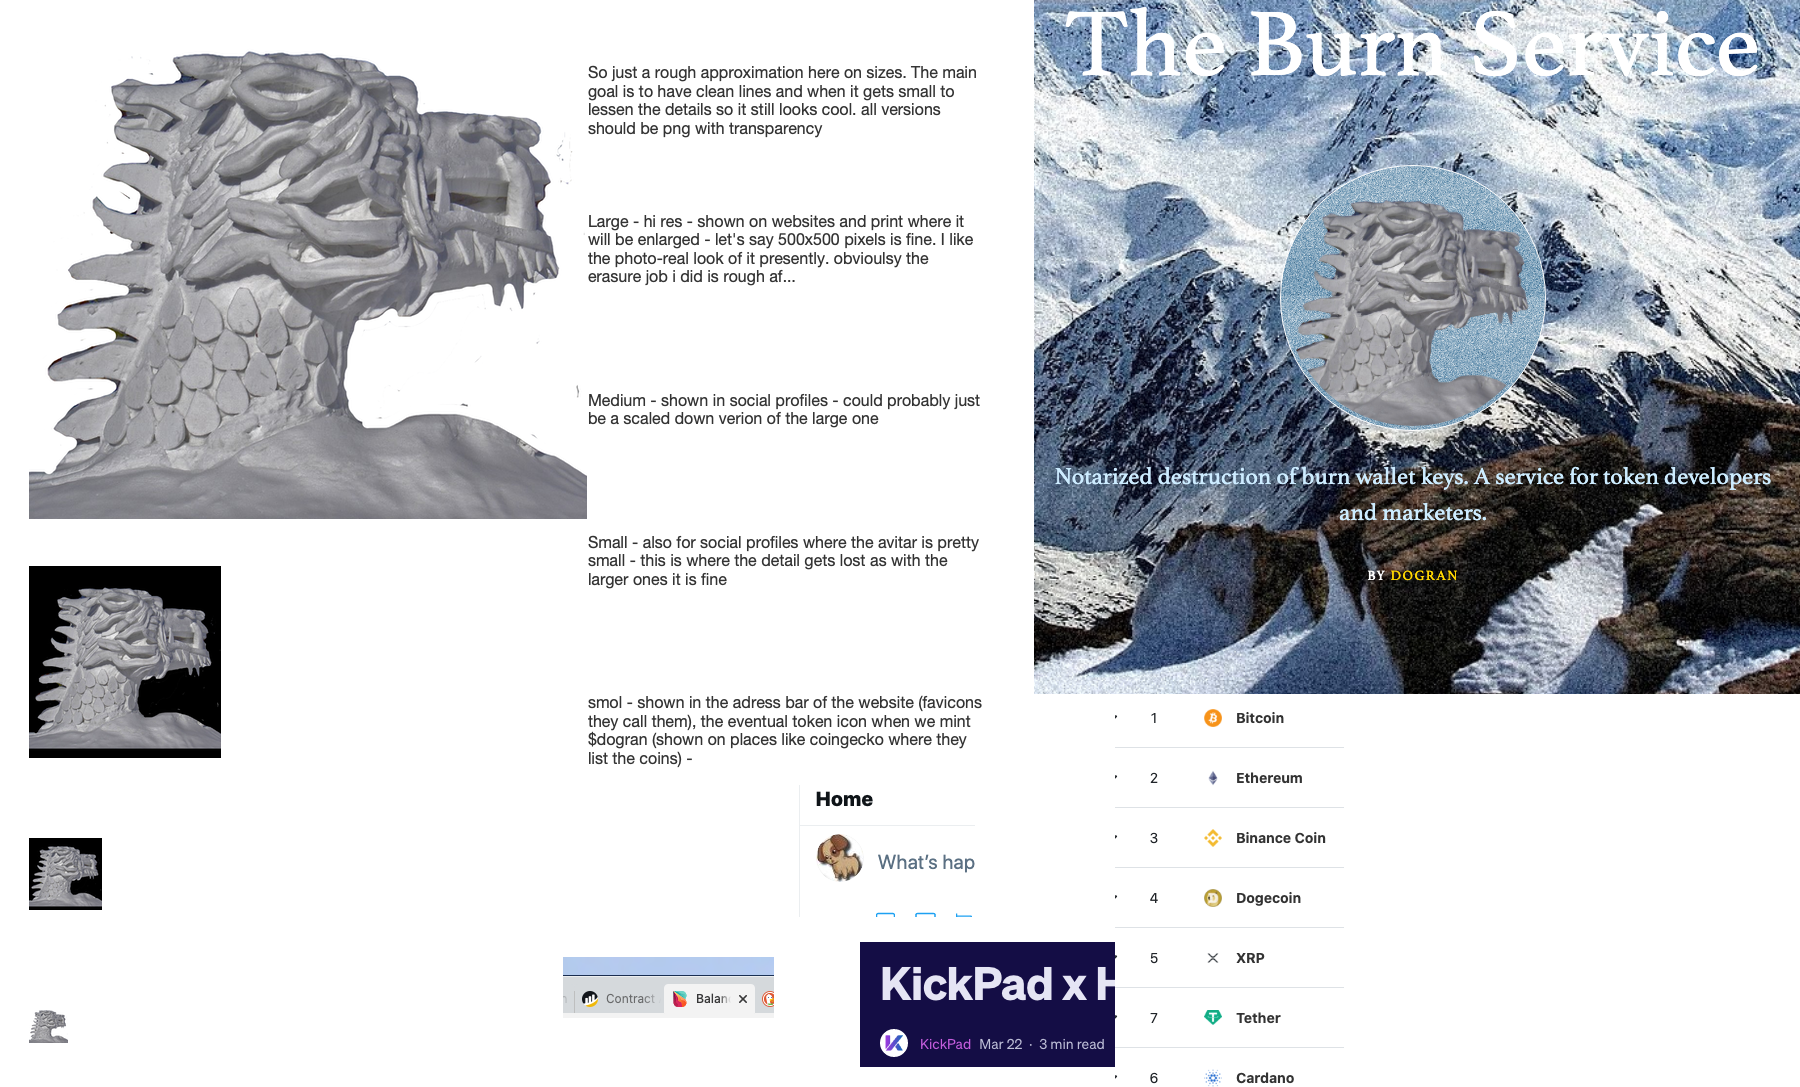 So just a rough approximation here on sizes. The main
goal is to have clean lines and when it gets small to
lessen the details so it still looks cool. all versions
should be png with transparency
Large - hi res - shown on websites and print where it
will be enlarged - let's say 500x500 pixels is fine. I like
the photo-real look of it presently. obvioulsy the
erasure job i did is rough af...
Medium - shown in social profiles - could probably just
be a scaled down verion of the large one
Small - also for social profiles where the avitar is pretty
small - this is where the detail gets lost as with the
larger ones it is fine
smol - shown in the adress bar of the website (favicons
they call them), the eventual token icon when we mint
$dogran (shown on places like coingecko where they
list the coins) -
The Burn Service
Notarized destruction of burn wallet keys. A service for token developers
and marketers.
BY DOGRAN
Home
What's hap
Contract
Balan
KickPad x H
KickPad Mar 22 · 3 min read
1 Bitcoin
2 Ethereum
3 Binance Coin
4 Dogecoin
5 XRP
7 Tether
6 Cardano